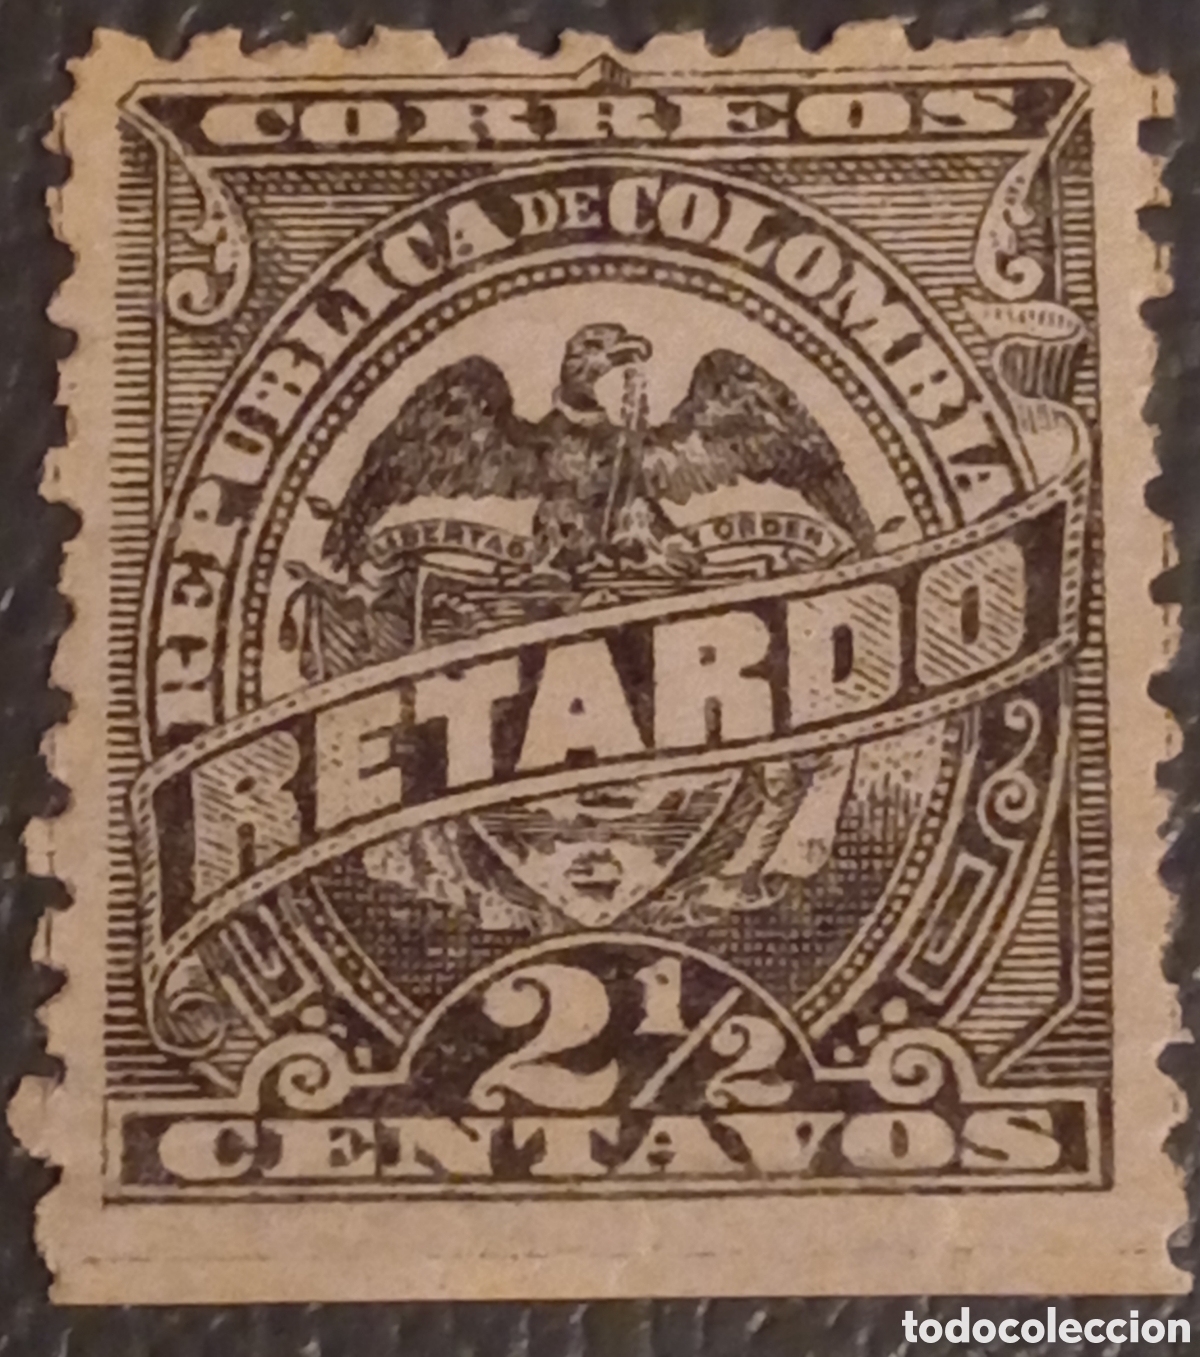 CORREOS
REPUBLICA DE COLOMBIA
LIBERTAD Y ORDEN
RETARDO
2 1/2
CENTAVOS
todocoleccion